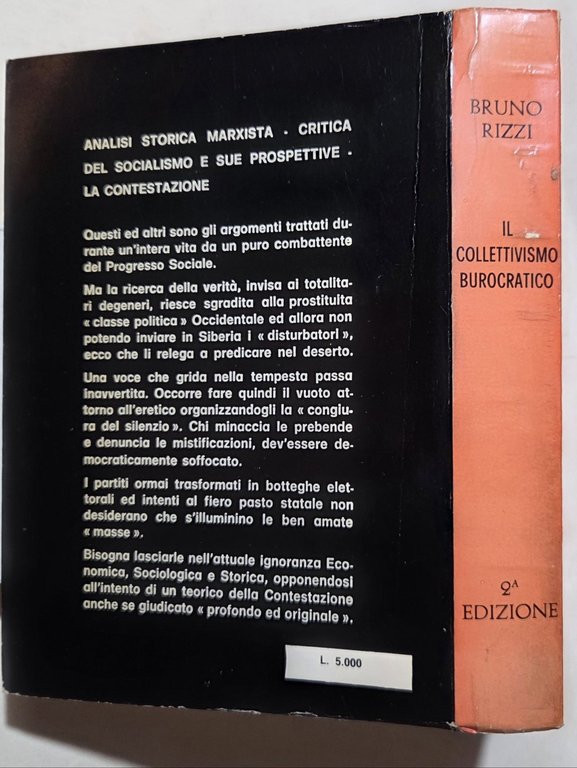 ANALISI STORICA MARXISTA - CRITICA
DEL SOCIALISMO E SUE PROSPETTIVE -
LA CONTESTAZIONE
Questi ed altri sono gli argomenti trattati du-
rante un'intera vita da un puro combattente
del Progresso Sociale.
Ma la ricerca della verità, invisa ai totalita-
ri degeneri, riesce sgradita alla prostituita
« classe politica » Occidentale ed allora non
potendo inviare in Siberia i « disturbatori »,
ecco che li relega a predicare nel deserto.
Una voce che grida nella tempesta passa
inavvertita. Occorre fare quindi il vuoto at-
torno all'eretico organizzandogli la « congiu-
ra del silenzio ». Chi minaccia le prebende
e denuncia le mistificazioni, dev'essere de-
mocraticamente soffocato.
I partiti ormai trasformati in botteghe elet-
torali ed intenti al fiero pasto statale non
desiderano che s'illuminino le ben amate
« masse ».
Bisogna lasciarle nell'attuale ignoranza Eco-
nomica, Sociologica e Storica, opponendosi
all'intento di un teorico della Contestazione
anche se giudicato « profondo ed originale ».
L. 5.000
BRUNO
RIZZI
IL
COLLETTIVISMO
BUROCRATICO
2A
EDIZIONE